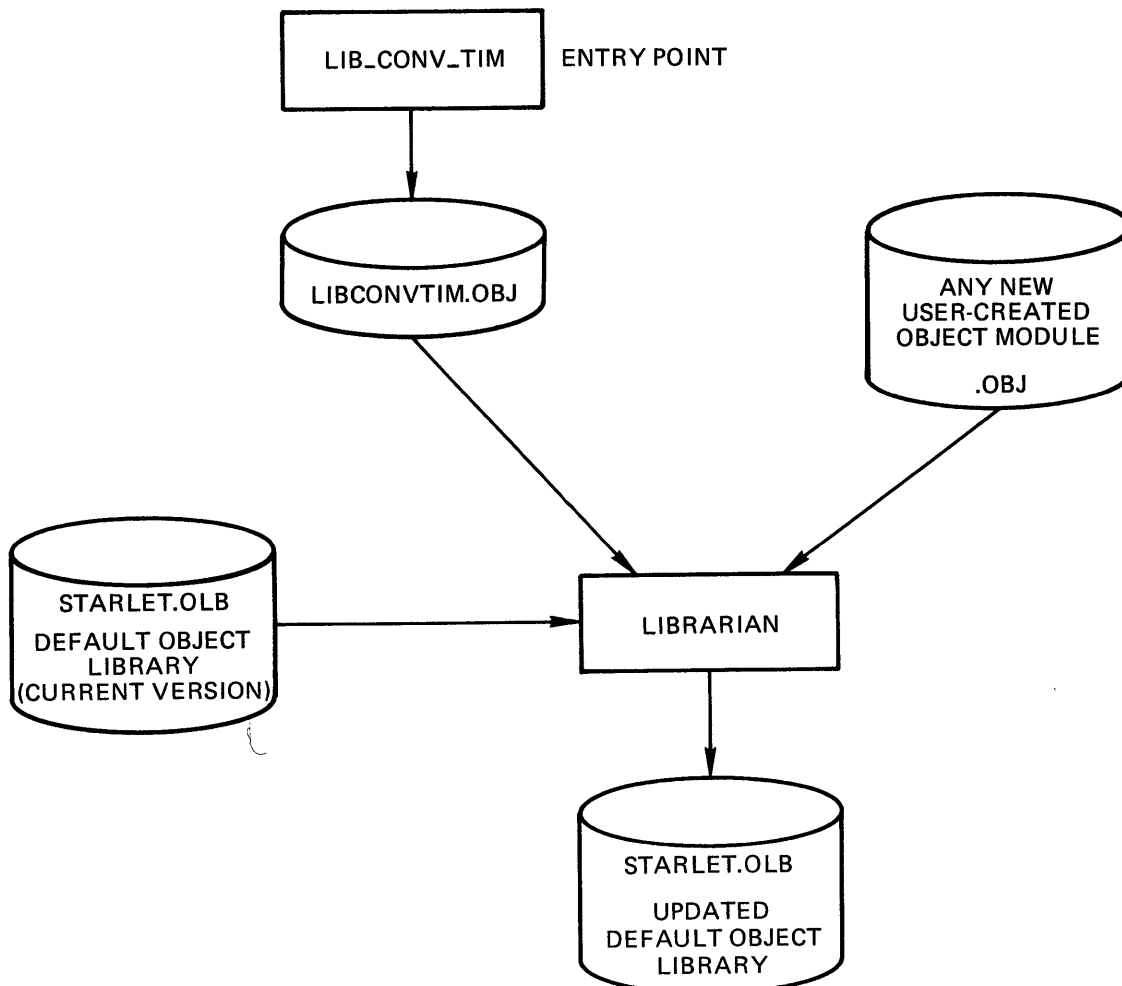 LIB_CONV_TIM
ENTRY POINT
LIBCONVTIM.OBJ
ANY NEW
USER-CREATED
OBJECT MODULE
.OBJ
STARLET.OLB
DEFAULT OBJECT
LIBRARY
(CURRENT VERSION)
LIBRARIAN
STARLET.OLB
UPDATED
DEFAULT OBJECT
LIBRARY